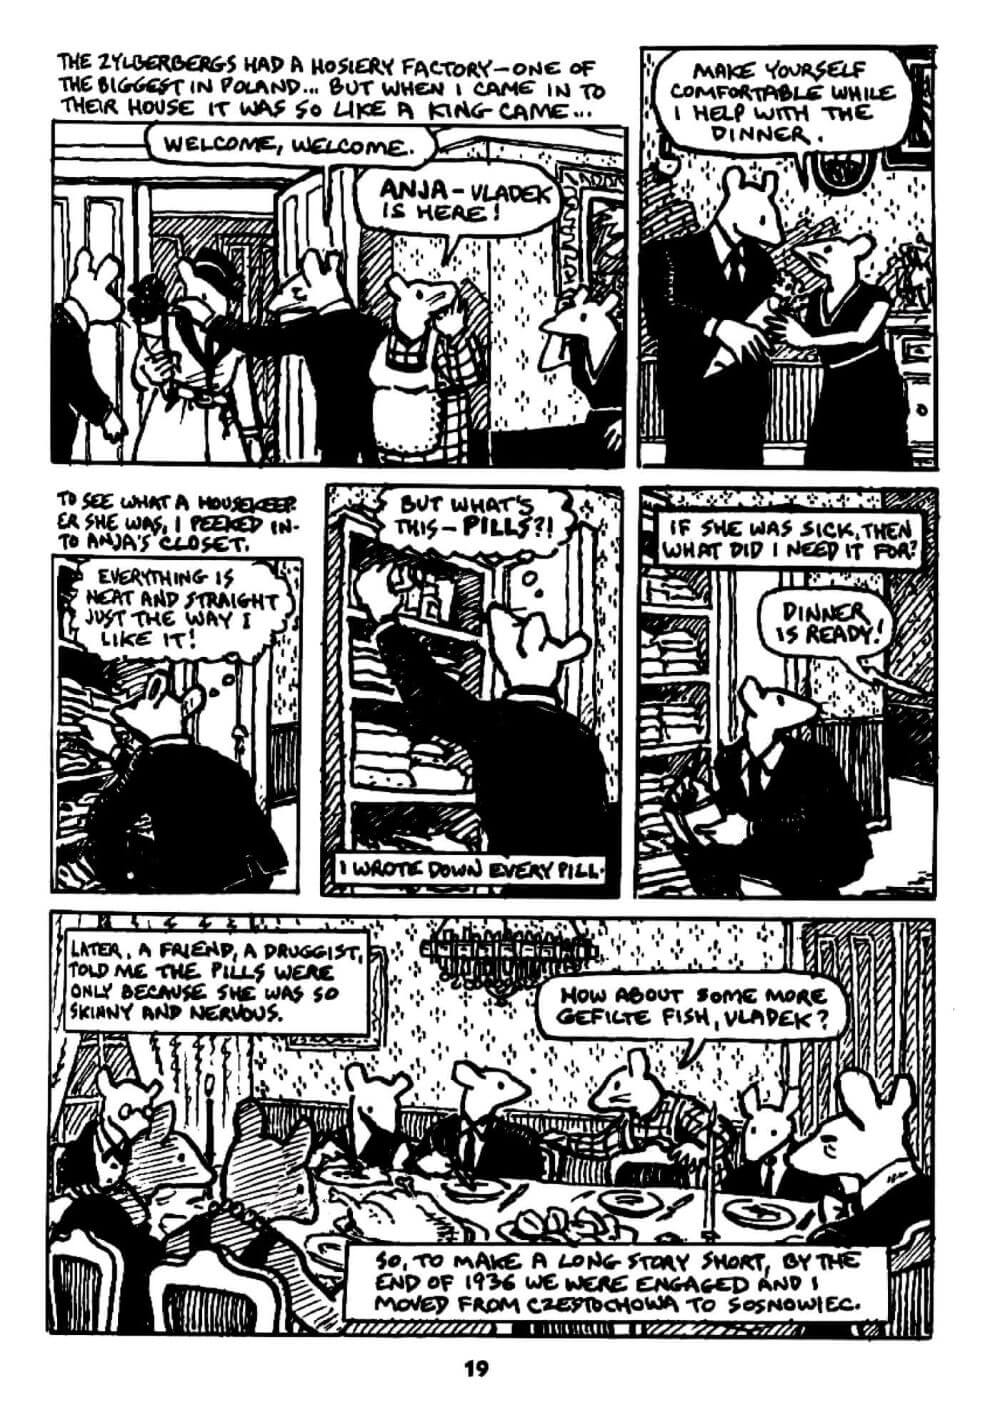 THE ZYLBERBERGS HAD A HOSIERY FACTORY—ONE OF
THE BIGGEST IN POLAND... BUT WHEN I CAME IN TO
THEIR HOUSE IT WAS SO LIKE A KING CAME...
WELCOME, WELCOME.
ANJA — VLADEK
IS HERE!
MAKE YOURSELF
COMFORTABLE WHILE
I HELP WITH THE
DINNER.
TO SEE WHAT A HOUSEKEEP-
ER SHE WAS, I PEEKED IN-
TO ANJA'S CLOSET.
EVERYTHING IS
NEAT AND STRAIGHT
JUST THE WAY I
LIKE IT!
BUT WHAT'S
THIS—PILLS?!
I WROTE DOWN EVERY PILL.
IF SHE WAS SICK, THEN
WHAT DID I NEED IT FOR?
DINNER
IS READY!
LATER, A FRIEND, A DRUGGIST,
TOLD ME THE PILLS WERE
ONLY BECAUSE SHE WAS SO
SKINNY AND NERVOUS.
HOW ABOUT SOME MORE
GEFILTE FISH, VLADEK?
SO, TO MAKE A LONG STORY SHORT, BY THE
END OF 1936 WE WERE ENGAGED AND I
MOVED FROM CZESTOCHOWA TO SOSNOWIEC.
19